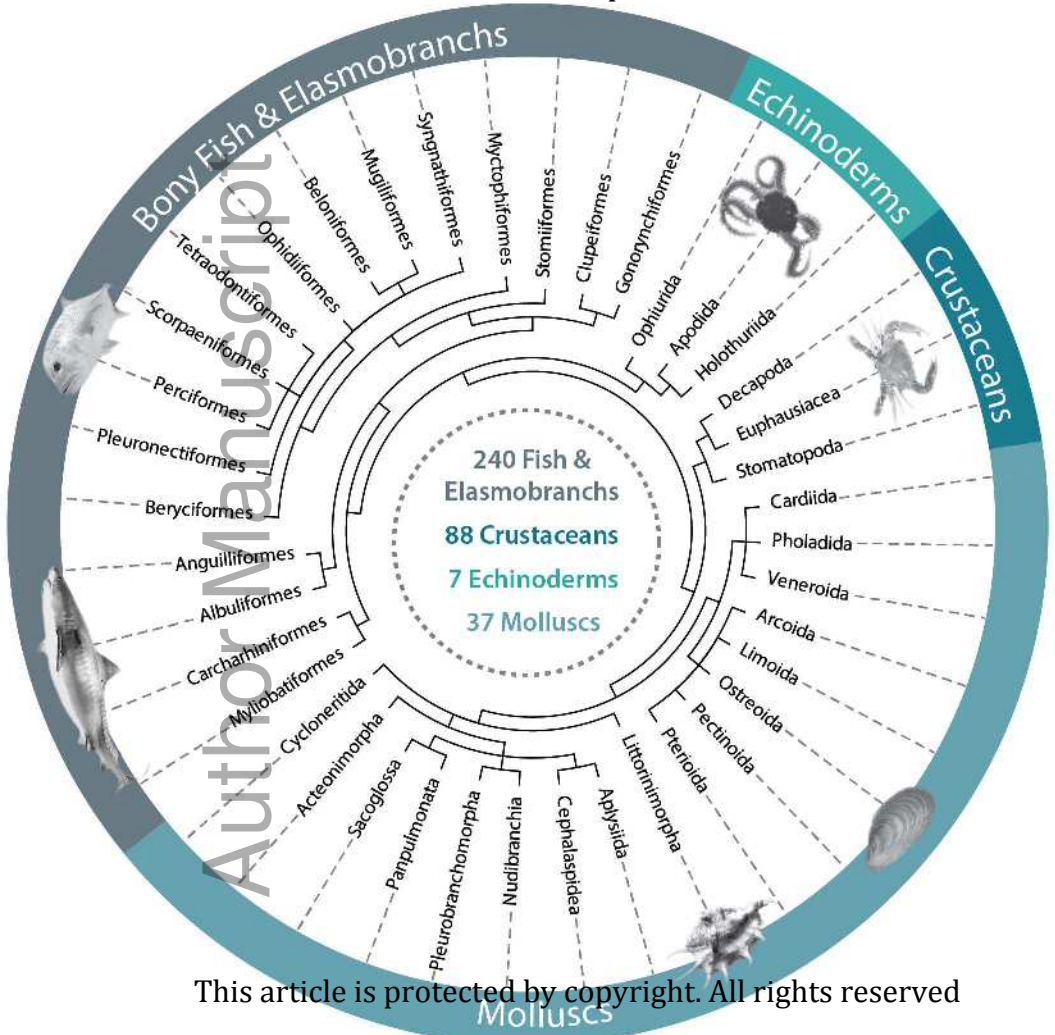 Bony Fish & Elasmobranchs
Echinoderms
Crustaceans
Molluscs
Author Manuscript
Gonorynchiformes
Clupeiformes
Stomiiformes
Myctophiformes
Syngnathiformes
Mugiliformes
Beloniformes
Ophidiiformes
Tetraodontiformes
Scorpaeniformes
Perciformes
Pleuronectiformes
Beryciformes
Anguilliformes
Albuliformes
Carcharhiniformes
Myliobatiformes
Cycloneritida
Acteonimorpha
Sacoglossa
Panpulmonata
Pleurobranchomorpha
Nudibranchia
Cephalaspidea
Aplysiida
Littorinimorpha
Pterioida
Pectinoida
Ostreoida
Limoida
Arcoida
Veneroida
Pholadida
Cardiida
Stomatopoda
Euphausiacea
Decapoda
Holothuriida
Apodida
Ophiurida
240 Fish &
Elasmobranchs
88 Crustaceans
7 Echinoderms
37 Molluscs
This article is protected by copyright. All rights reserved